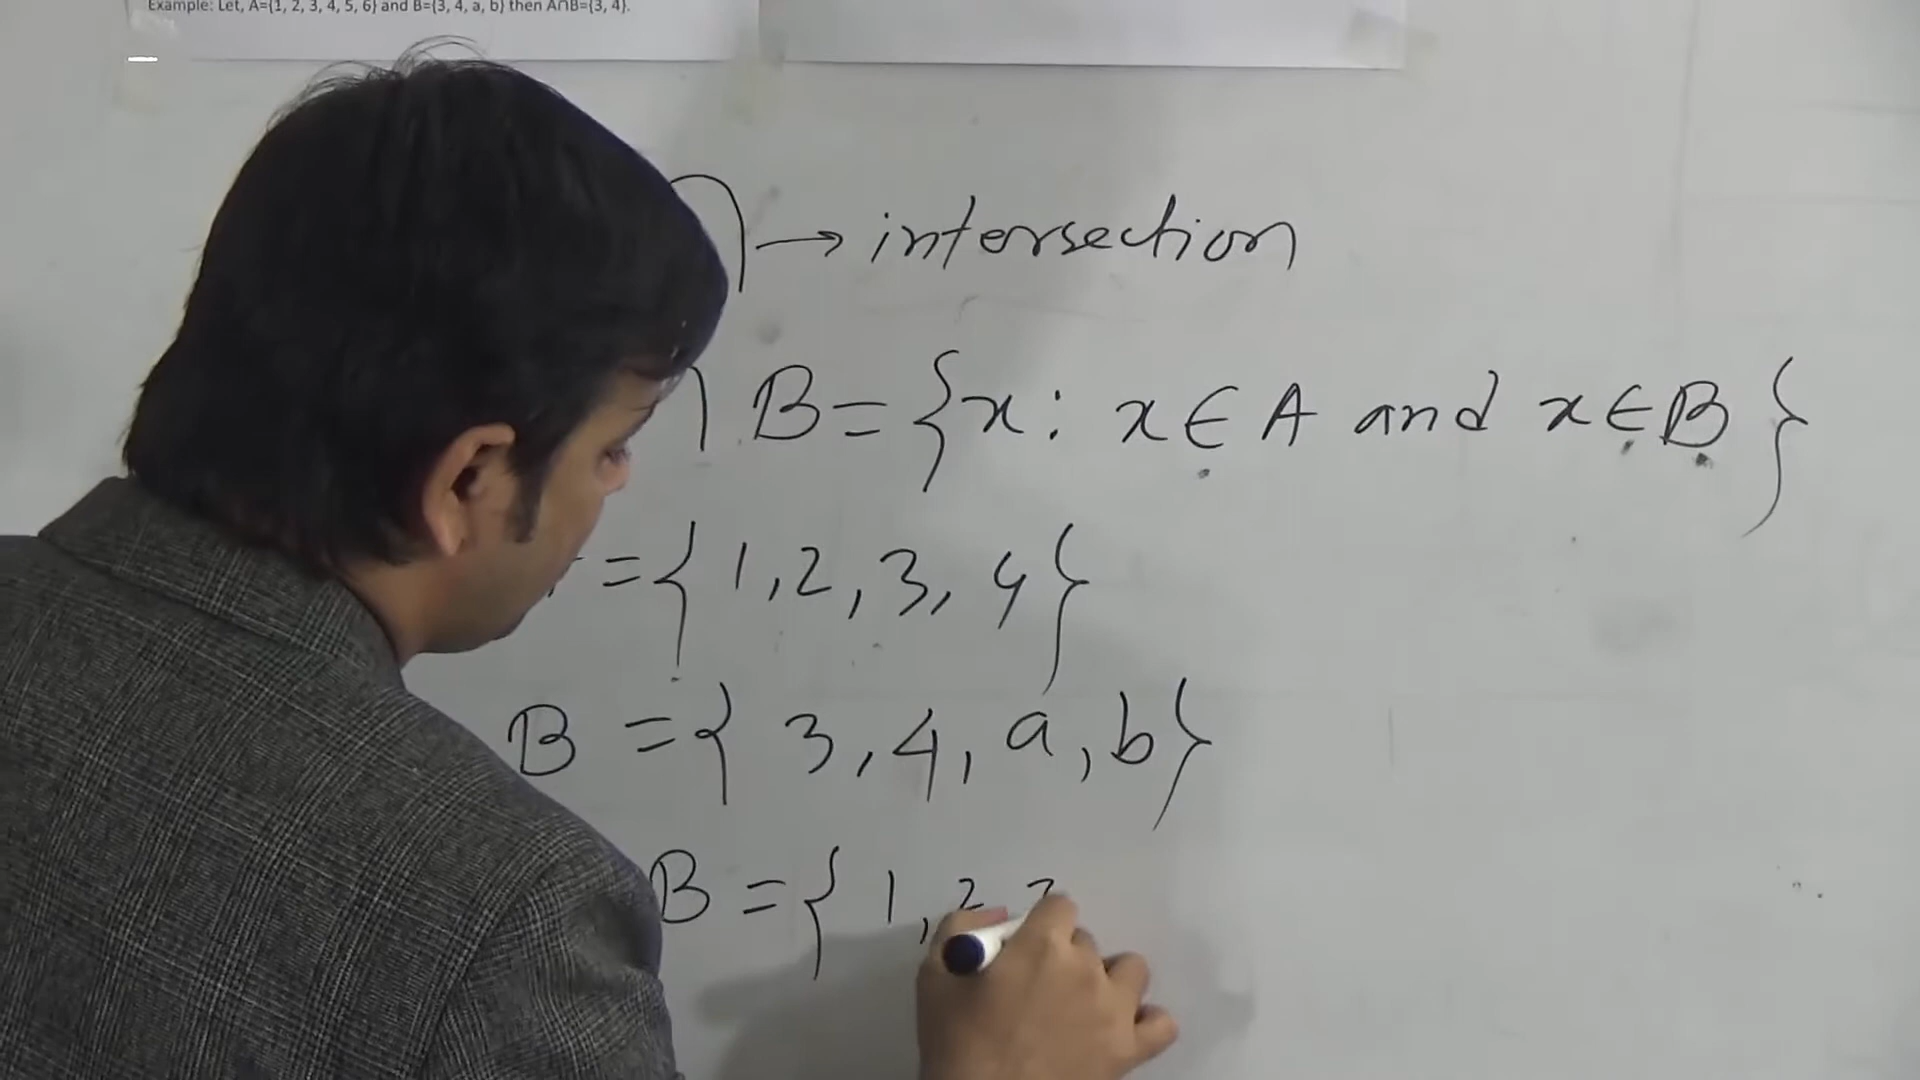 Example: Let, A={1, 2, 3, 4, 5, 6} and B={3, 4, a, b} then A∩B={3, 4}.
∩ → intersection
∩ B = {x : x ∈ A and x ∈ B}
= {1, 2, 3, 4}
B = { 3, 4, a, b}
B = { 1, 2, 3